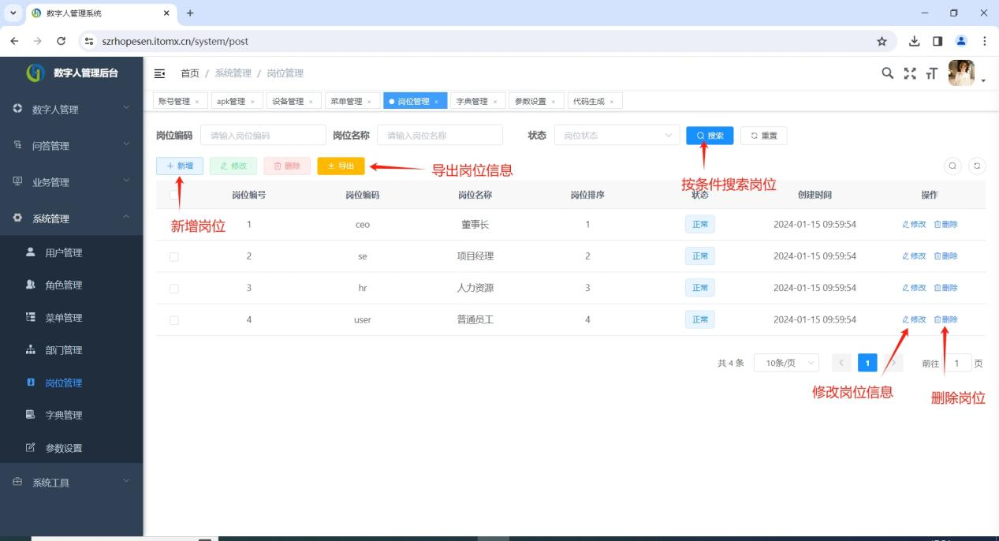 数字人管理系统
szrhopesen.itomx.cn/system/post
数字人管理后台
首页 / 系统管理 / 岗位管理
账号管理 × apk管理 × 设备管理 × 菜单管理 × 岗位管理 × 字典管理 × 参数设置 × 代码生成 ×
数字人管理
问答管理
业务管理
系统管理
用户管理
角色管理
菜单管理
部门管理
岗位管理
字典管理
参数设置
系统工具
岗位编码 请输入岗位编码 岗位名称 请输入岗位名称 状态 岗位状态 搜索 重置
新增 修改 删除 导出
导出岗位信息
按条件搜索岗位
岗位编号 岗位编码 岗位名称 岗位排序 状态 创建时间 操作
新增岗位
1 ceo 董事长 1 正常 2024-01-15 09:59:54 修改 删除
2 se 项目经理 2 正常 2024-01-15 09:59:54 修改 删除
3 hr 人力资源 3 正常 2024-01-15 09:59:54 修改 删除
4 user 普通员工 4 正常 2024-01-15 09:59:54 修改 删除
共 4 条 10条/页 < 1 > 前往 1 页
修改岗位信息
删除岗位